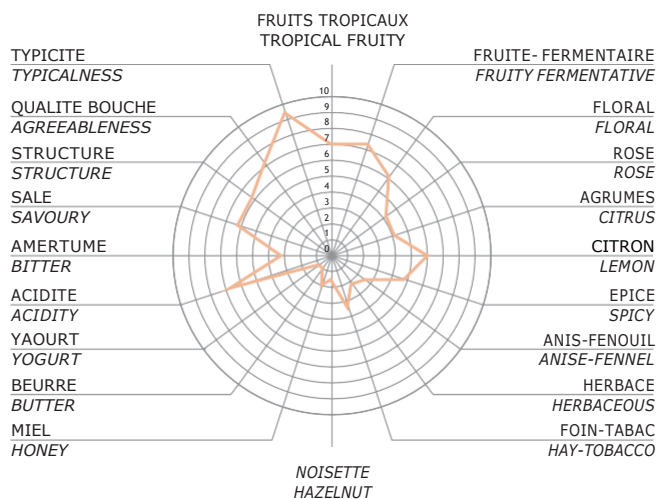 FRUITS TROPICAUX
TROPICAL FRUITY
TYPICITE
TYPICALNESS
QUALITE BOUCHE
AGREEABLENESS
STRUCTURE
STRUCTURE
SALE
SAVOURY
AMERTUME
BITTER
ACIDITE
ACIDITY
YAOURT
YOGURT
BEURRE
BUTTER
MIEL
HONEY
10
9
8
7
6
5
4
3
2
1
0
FRUITE- FERMENTAIRE
FRUITY FERMENTATIVE
FLORAL
FLORAL
ROSE
ROSE
AGRUMES
CITRUS
CITRON
LEMON
EPICE
SPICY
ANIS-FENOUIL
ANISE-FENNEL
HERBACE
HERBACEOUS
FOIN-TABAC
HAY-TOBACCO
NOISETTE
HAZELNUT